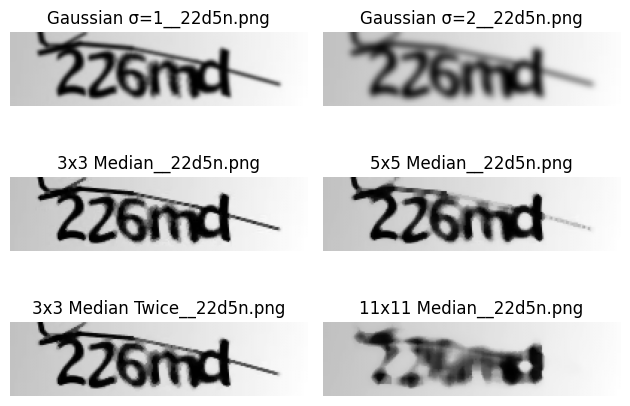 Gaussian σ=1__22d5n.png
Gaussian σ=2__22d5n.png
226md
226md
3x3 Median__22d5n.png
5x5 Median__22d5n.png
226md
226md
3x3 Median Twice__22d5n.png
11x11 Median__22d5n.png
226md